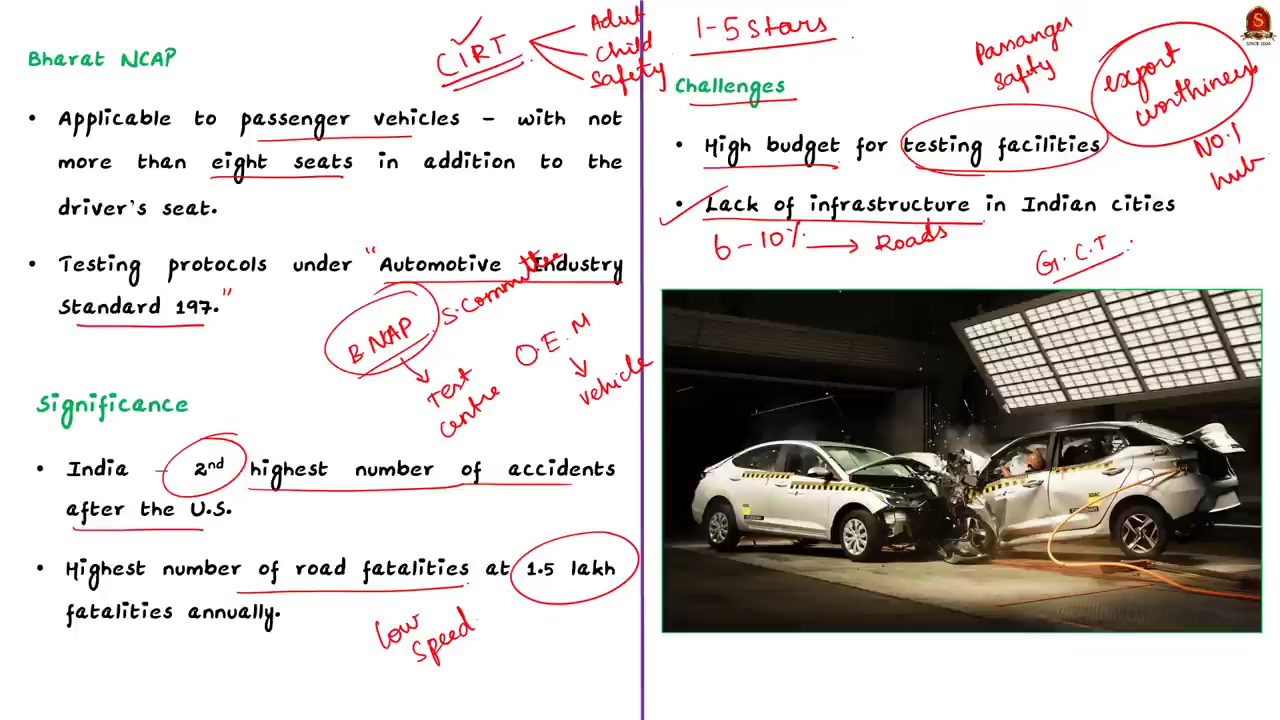 Bharat NCAP
• Applicable to passenger vehicles – with not
more than eight seats in addition to the
driver's seat.
• Testing protocols under "Automotive Industry
Standard 197."
CIRT
Adult
Child
Safety
S.Committee
BNAP
Test
centre
O.E.M
vehicle
Significance
• India – 2nd highest number of accidents
after the U.S.
• Highest number of road fatalities at 1.5 lakh
fatalities annually.
Low
Speed
1-5 Stars
Challenges
Passanger
safety
export
worthiness
NO.1
hub
• High budget for testing facilities
• Lack of infrastructure in Indian cities
6-10% → Roads
G.C.T
S